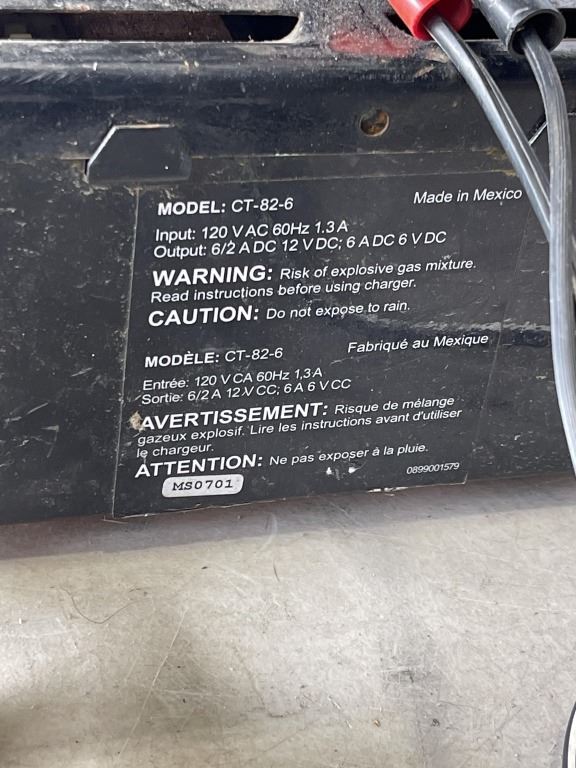 MODEL: CT-82-6 Made in Mexico
Input: 120 V AC 60Hz 1.3 A
Output: 6/2 A DC 12 V DC; 6 A DC 6 V DC
WARNING: Risk of explosive gas mixture.
Read instructions before using charger.
CAUTION: Do not expose to rain.
MODÈLE: CT-82-6 Fabriqué au Mexique
Entrée: 120 V CA 60Hz 1,3 A
Sortie: 6/2 A 12 V CC; 6 A 6 V CC
AVERTISSEMENT: Risque de mélange
gazeux explosif. Lire les instructions avant d'utiliser
le chargeur.
ATTENTION: Ne pas exposer à la pluie.
MS0701 0899001579